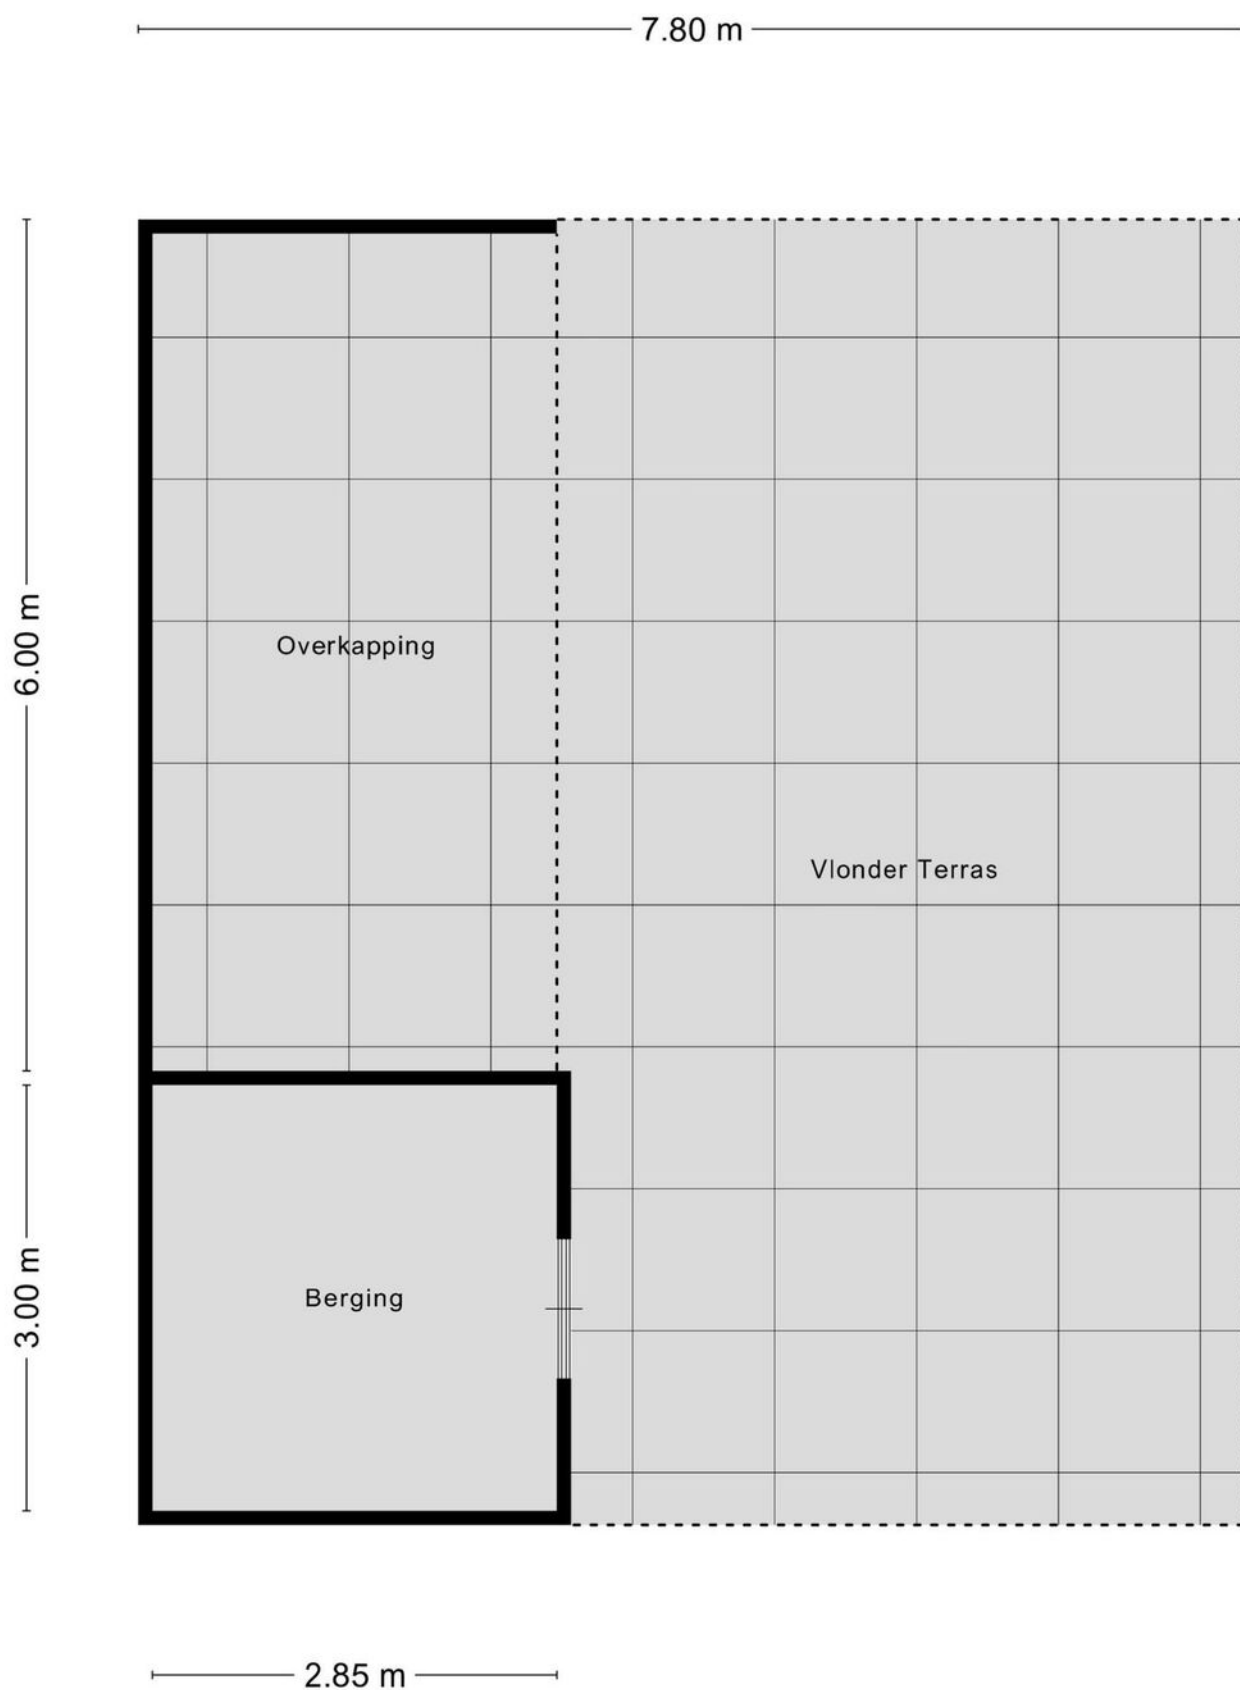 7.80 m
6.00 m
Overkapping
Vlonder Terras
3.00 m
Berging
2.85 m